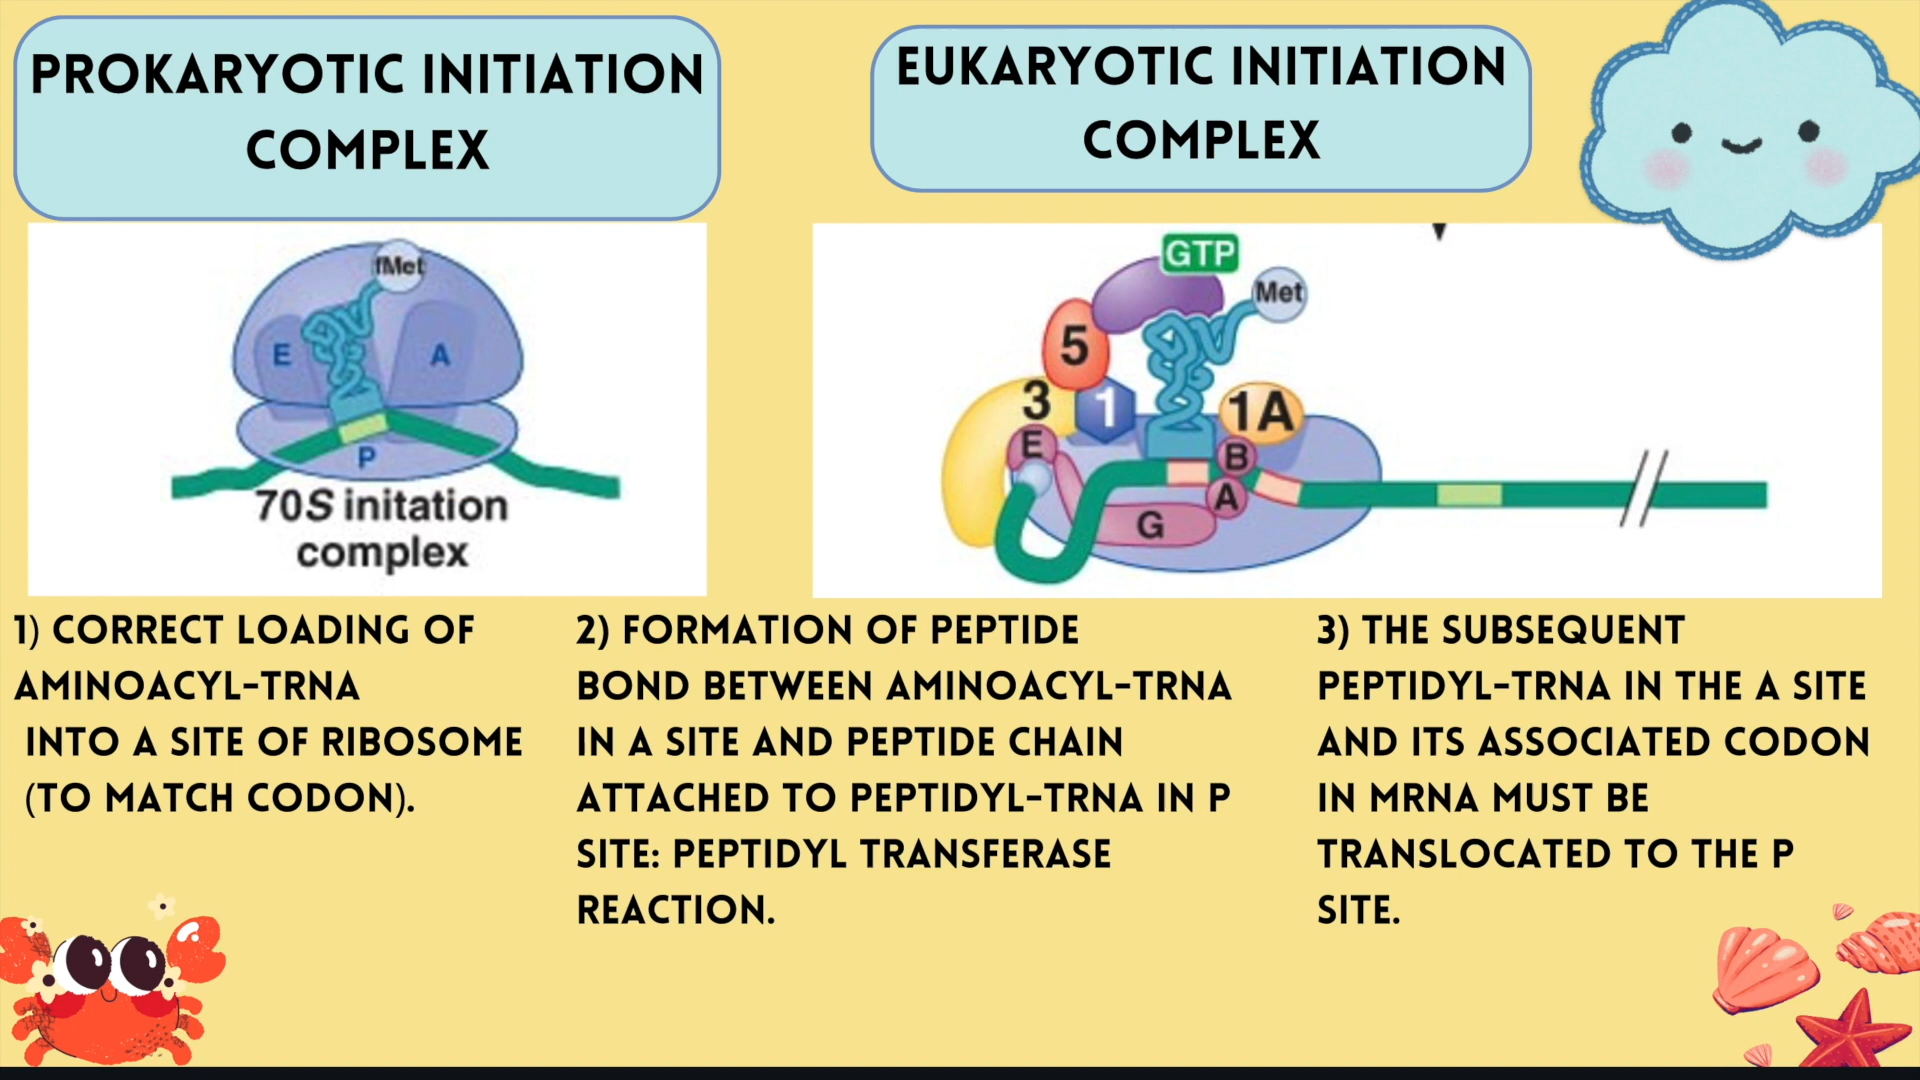 PROKARYOTIC INITIATION
COMPLEX
EUKARYOTIC INITIATION
COMPLEX
fMet
E
A
P
70S initation
complex
GTP
Met
5
3
1
1A
E
B
A
G
1) CORRECT LOADING OF
AMINOACYL-TRNA
INTO A SITE OF RIBOSOME
(TO MATCH CODON).
2) FORMATION OF PEPTIDE
BOND BETWEEN AMINOACYL-TRNA
IN A SITE AND PEPTIDE CHAIN
ATTACHED TO PEPTIDYL-TRNA IN P
SITE: PEPTIDYL TRANSFERASE
REACTION.
3) THE SUBSEQUENT
PEPTIDYL-TRNA IN THE A SITE
AND ITS ASSOCIATED CODON
IN MRNA MUST BE
TRANSLOCATED TO THE P
SITE.